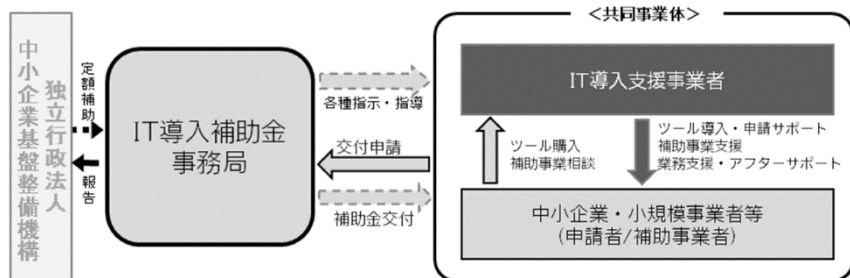 ＜共同事業体＞
独立行政法人
中小企業基盤整備機構
定額補助
報告
IT導入補助金
事務局
各種指示・指導
交付申請
補助金交付
IT導入支援事業者
ツール購入
補助事業相談
ツール導入・申請サポート
補助事業支援
業務支援・アフターサポート
中小企業・小規模事業者等
(申請者/補助事業者)